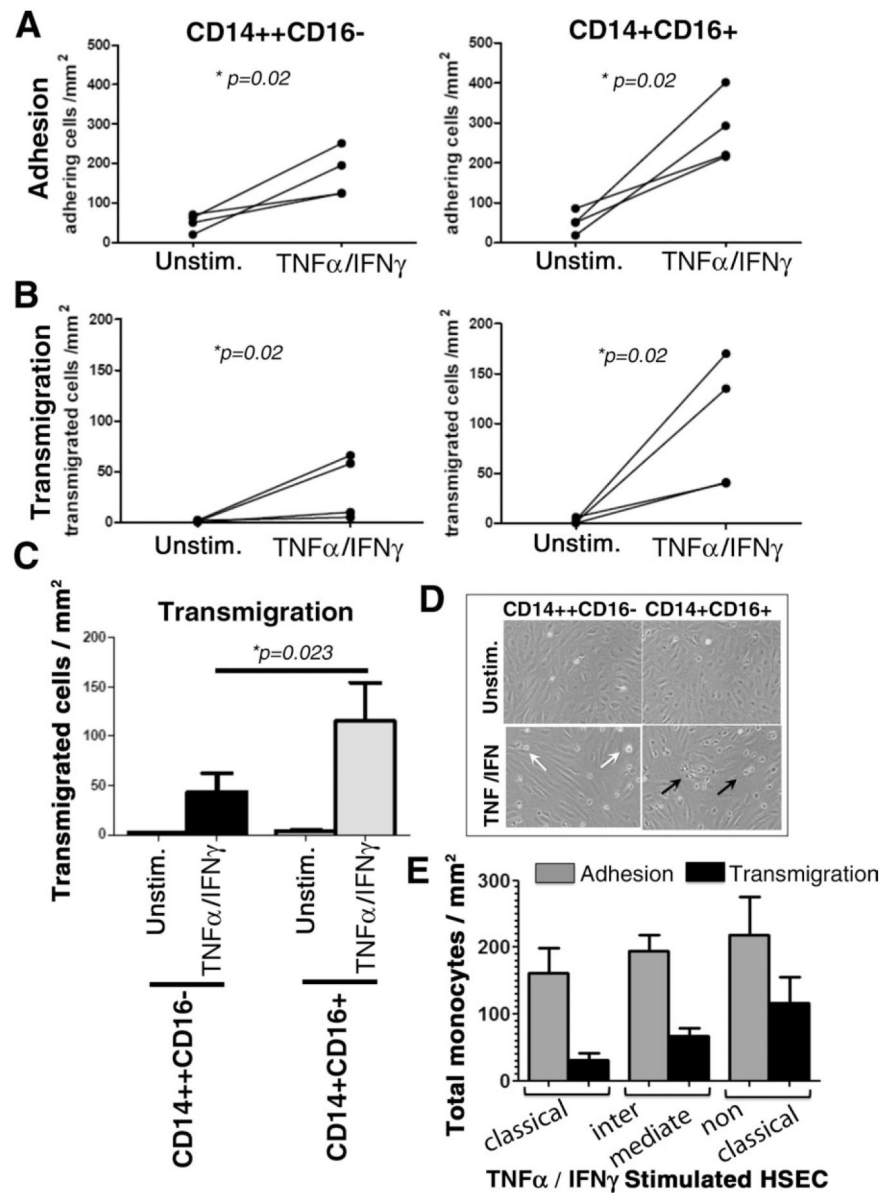 A
CD14++CD16-
CD14+CD16+
Adhesion
adhering cells /mm2
500
400
300
200
100
0
* p=0.02
Unstim.
TNFα/IFNγ
adhering cells /mm2
500
400
300
200
100
0
* p=0.02
Unstim.
TNFα/IFNγ
B
Transmigration
transmigrated cells /mm2
200
150
100
50
0
*p=0.02
Unstim.
TNFα/IFNγ
transmigrated cells /mm2
200
150
100
50
0
*p=0.02
Unstim.
TNFα/IFNγ
C
Transmigration
Transmigrated cells / mm2
200
150
100
50
0
*p=0.023
Unstim.
TNFα/IFNγ
Unstim.
TNFα/IFNγ
CD14++CD16-
CD14+CD16+
D
CD14++CD16-
CD14+CD16+
Unstim.
TNF /IFN
E
Adhesion
Transmigration
Total monocytes / mm2
300
200
100
0
classical
inter
mediate
non
classical
TNFα / IFNγ Stimulated HSEC